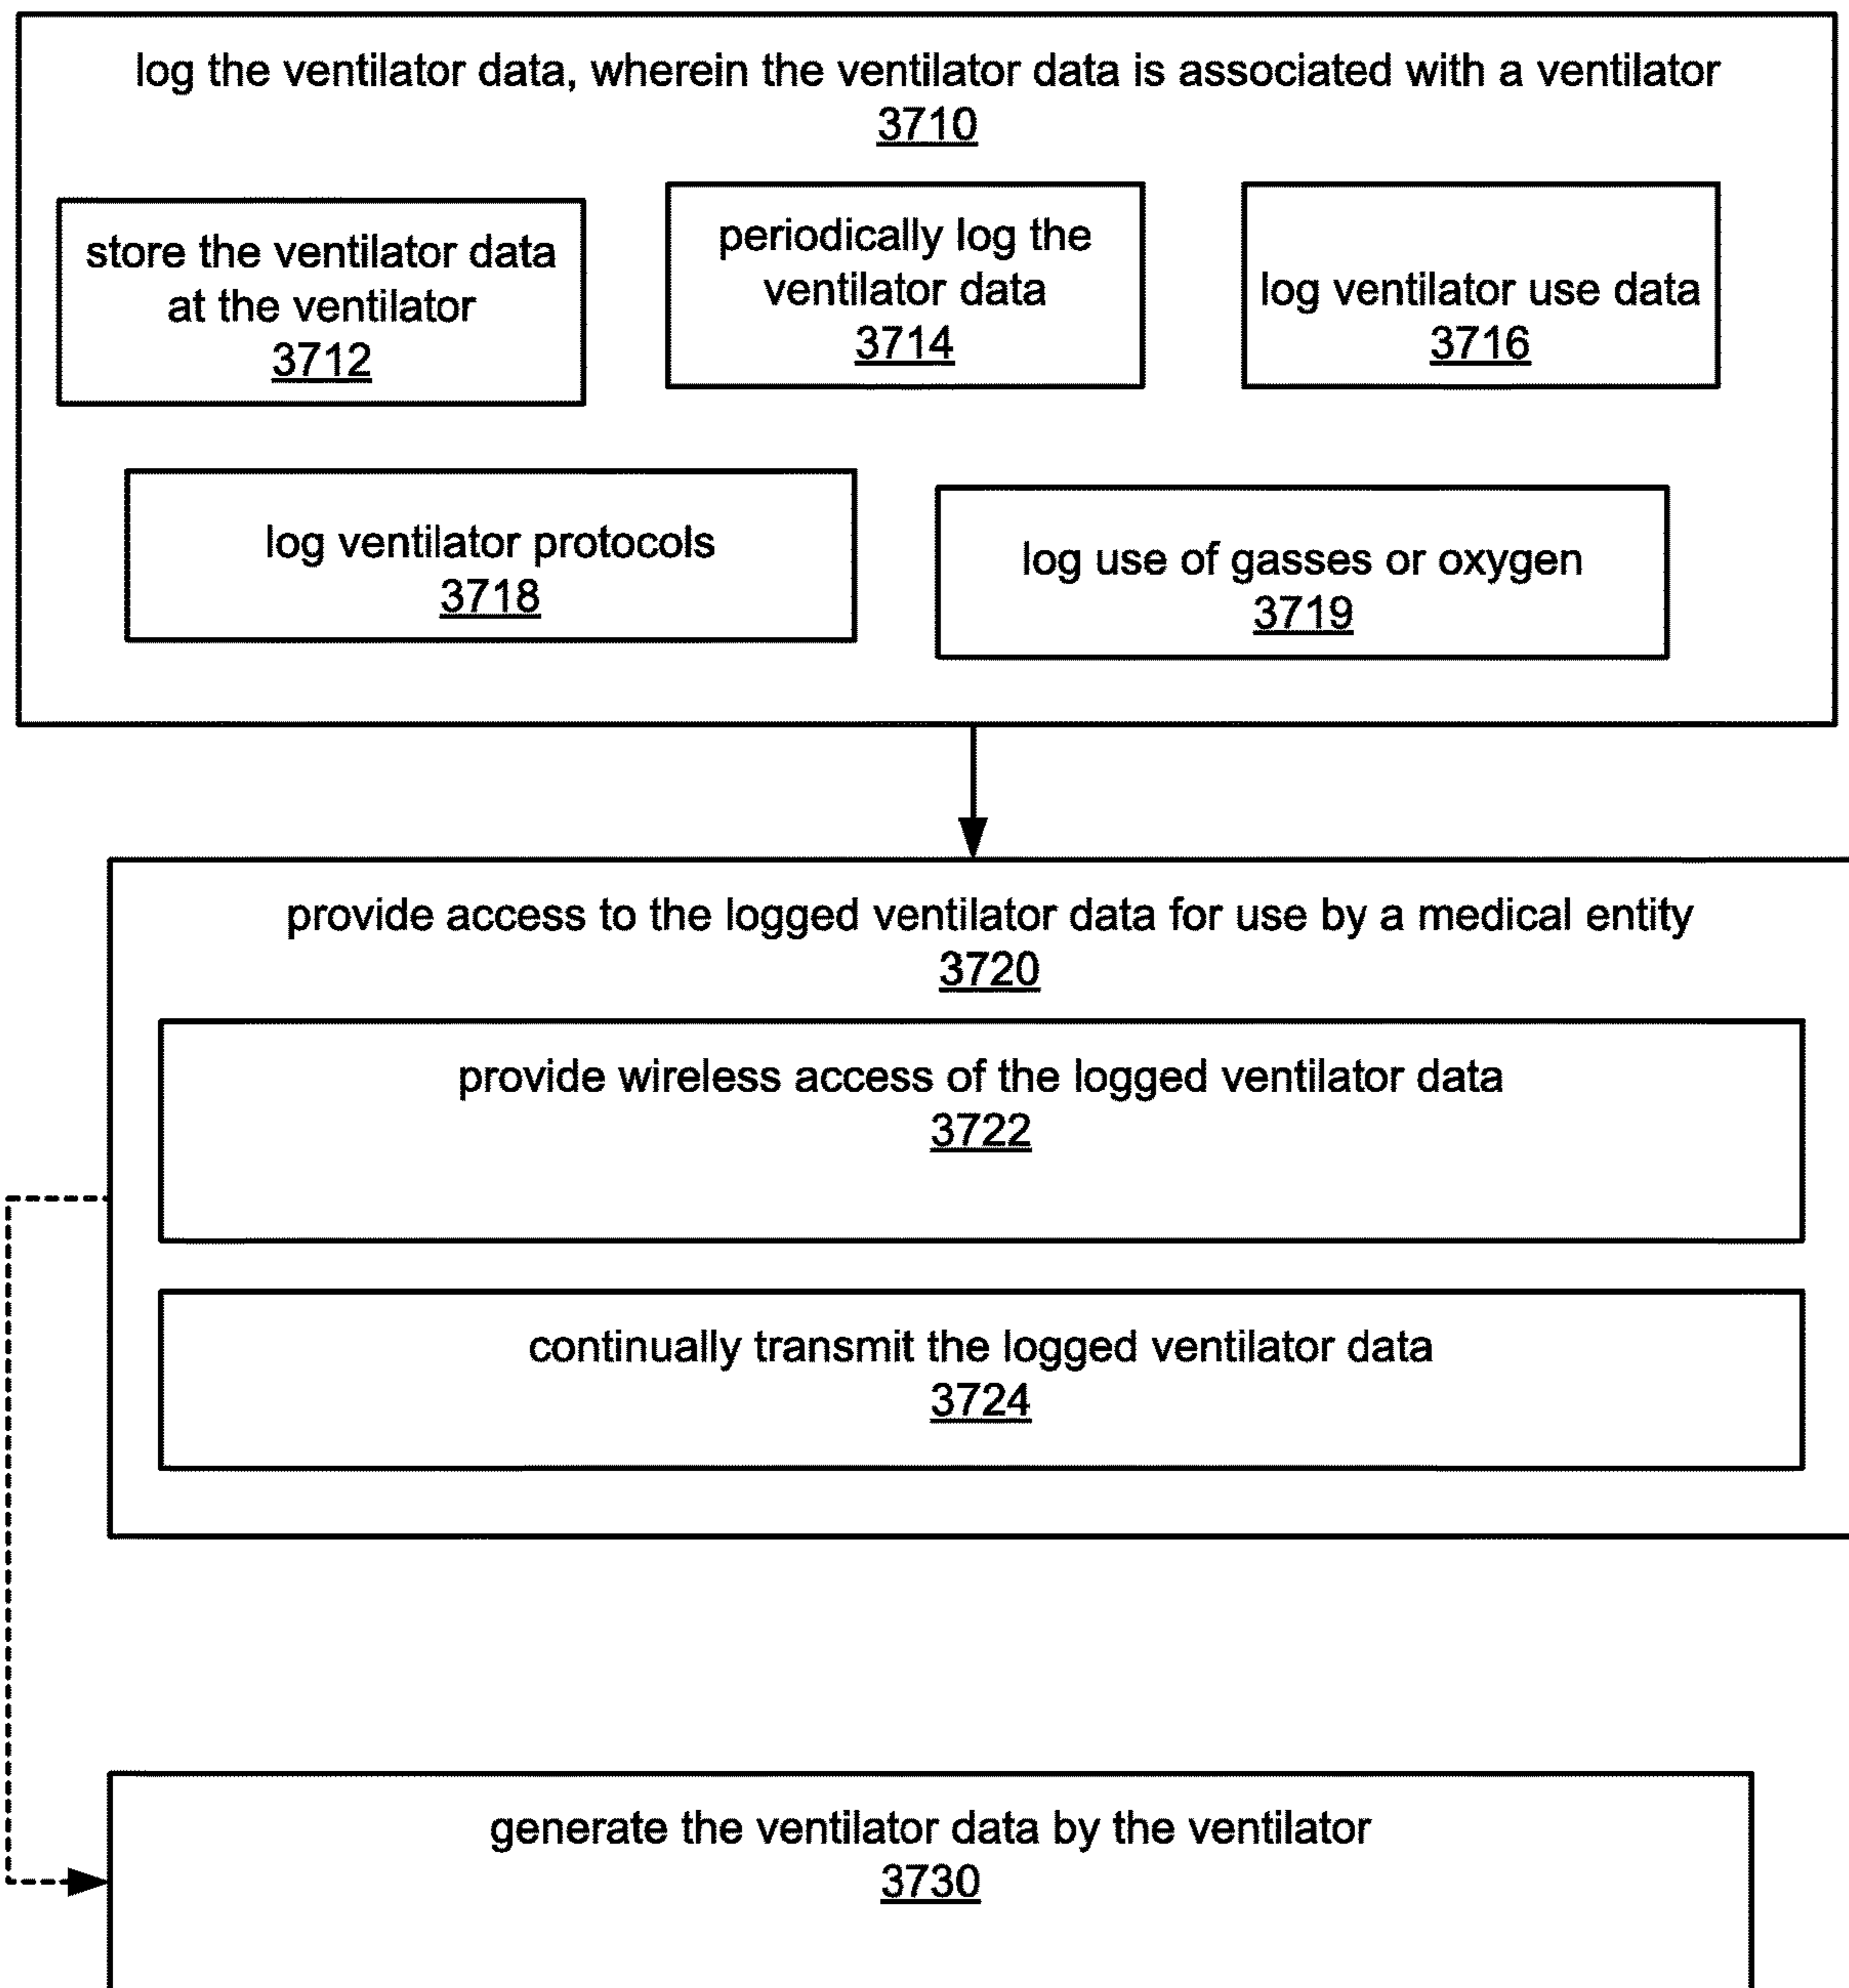 log the ventilator data, wherein the ventilator data is associated with a ventilator
3710
store the ventilator data
at the ventilator
3712
periodically log the
ventilator data
3714
log ventilator use data
3716
log ventilator protocols
3718
log use of gasses or oxygen
3719
provide access to the logged ventilator data for use by a medical entity
3720
provide wireless access of the logged ventilator data
3722
continually transmit the logged ventilator data
3724
generate the ventilator data by the ventilator
3730